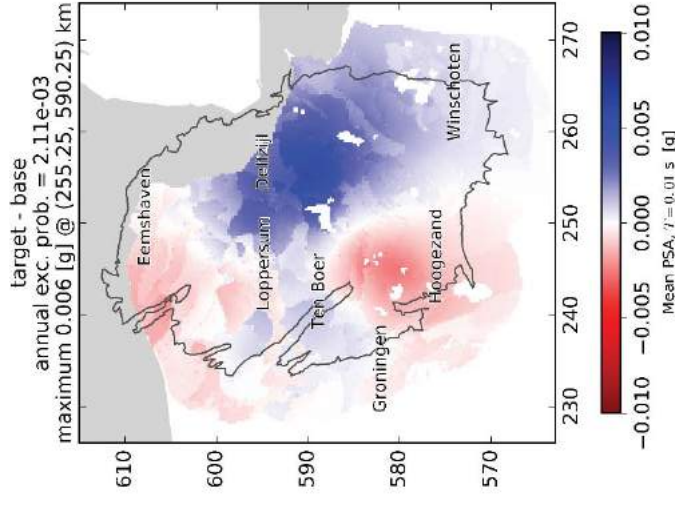 target - base
annual exc. prob. = 2.11e-03
maximum 0.006 [g] @ (255.25, 590.25) km
610
600
590
580
570
Eemshaven
Delfzijl
Loppersum
Ten Boer
Winschoten
Groningen
Hoogezand
230
240
250
260
270
−0.010
−0.005
0.000
0.005
0.010
Mean PSA, T=0.01 s [g]